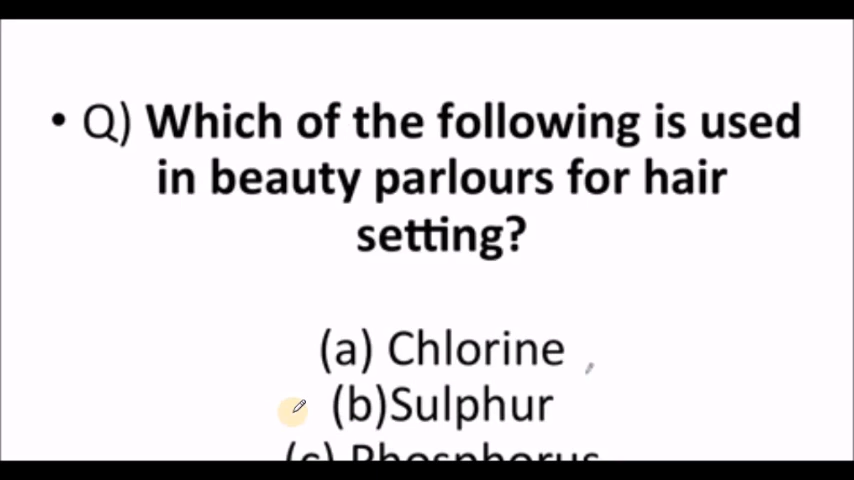 • Q) Which of the following is used
in beauty parlours for hair
setting?
(a) Chlorine
(b)Sulphur
(c) Phosphorus